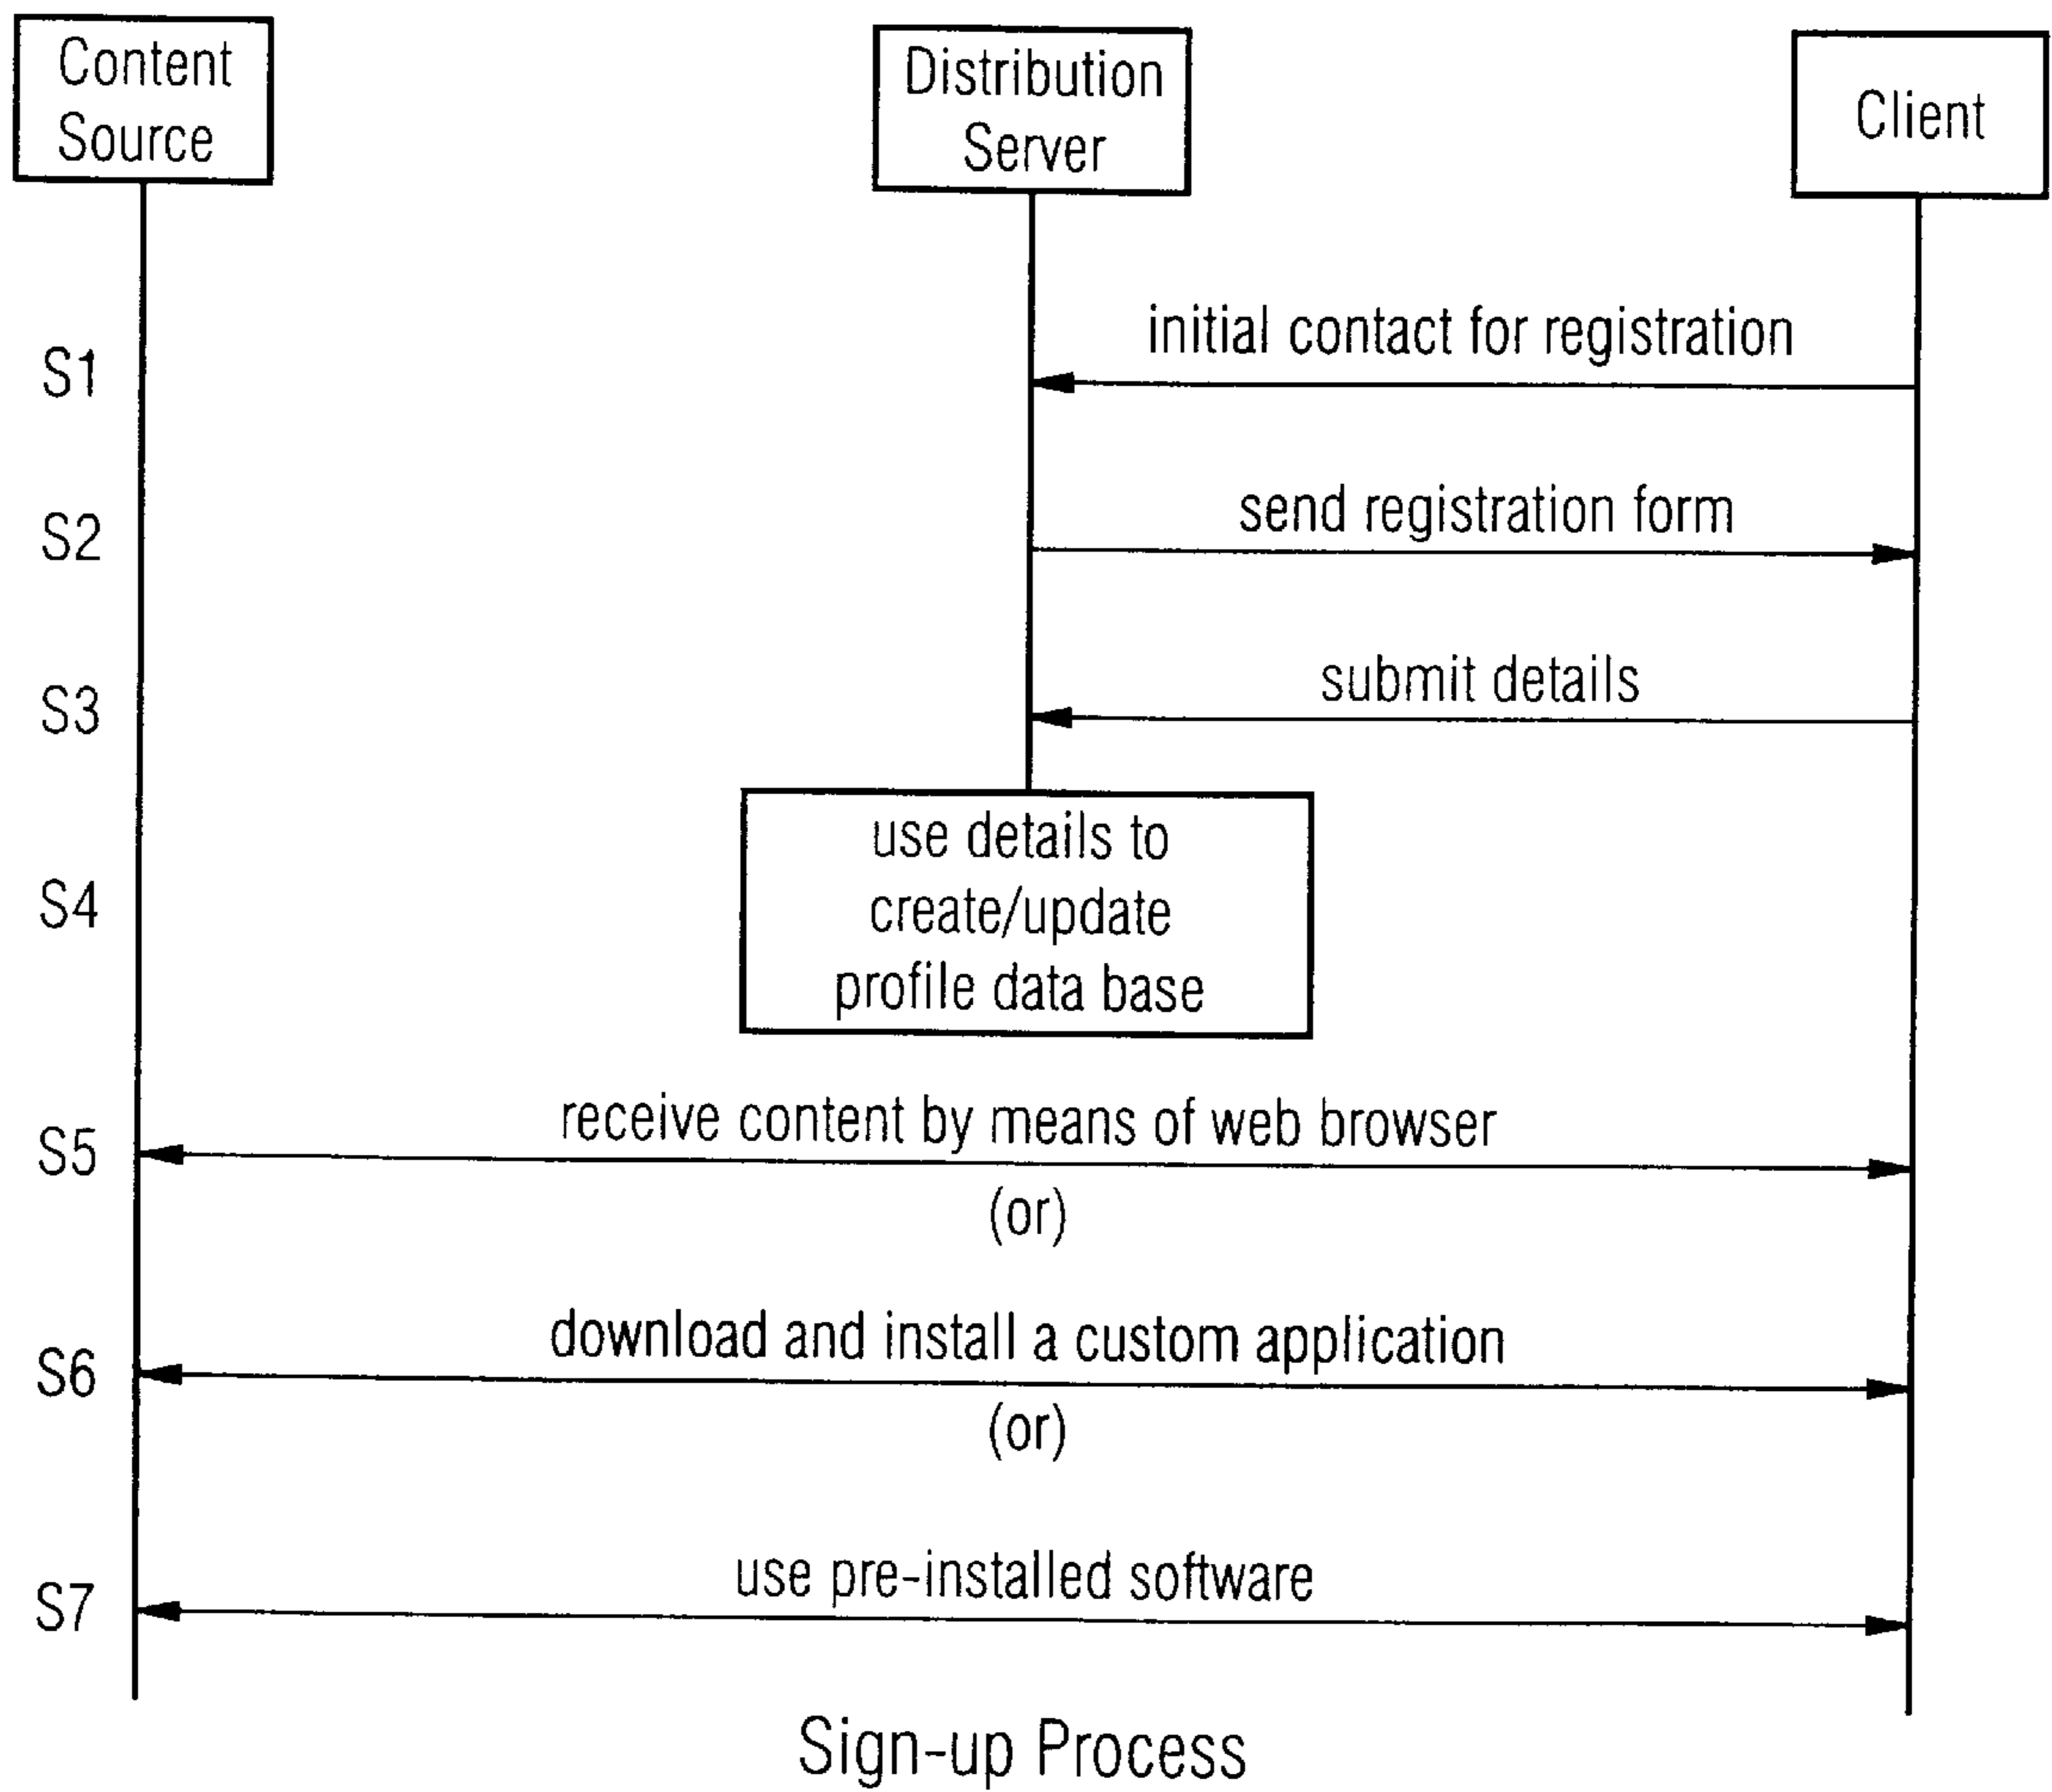 Content
Source
Distribution
Server
Client
initial contact for registration
S1
send registration form
S2
submit details
S3
use details to
create/update
profile data base
S4
receive content by means of web browser
S5
(or)
download and install a custom application
S6
(or)
use pre-installed software
S7
Sign-up Process